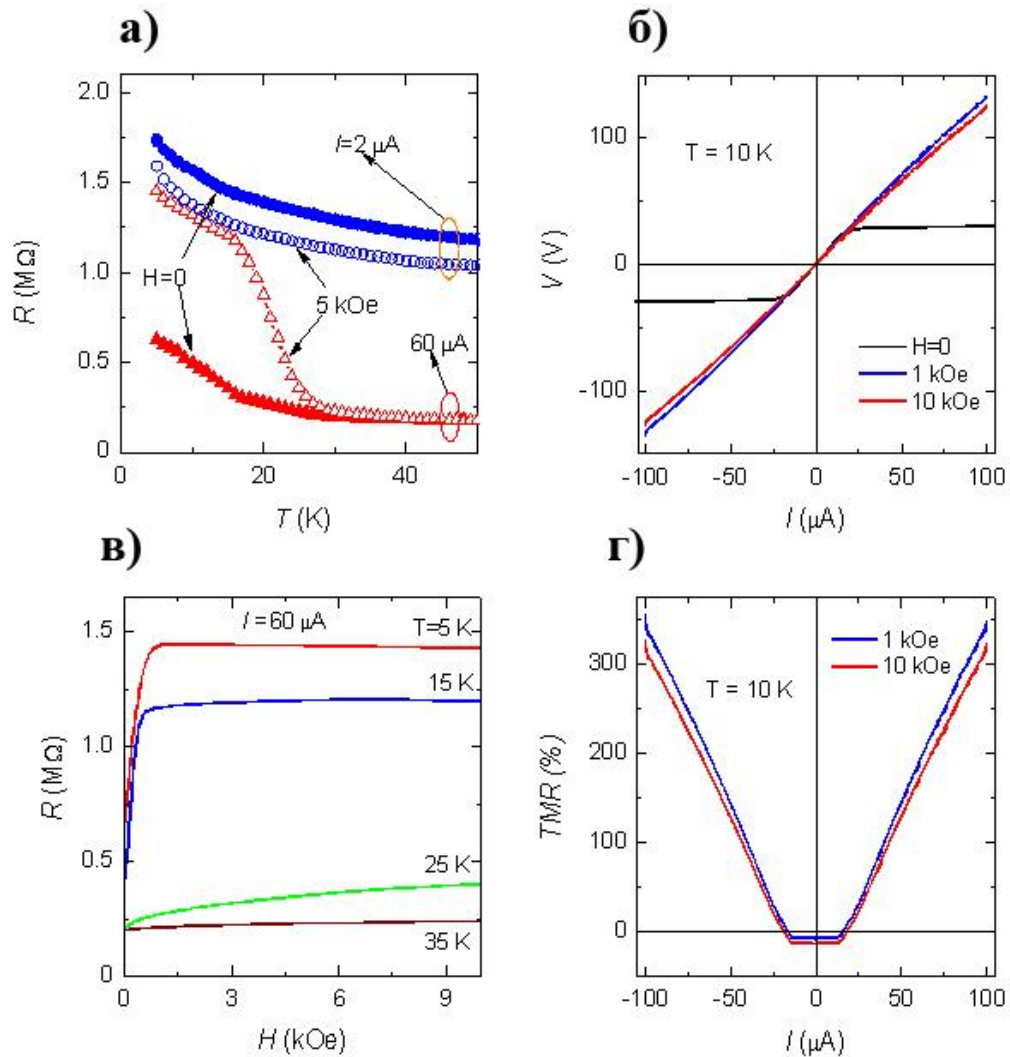 а)
2.0
1.5
1.0
0.5
0
R (MΩ)
I=2 μA
H=0
5 kOe
60 μA
0
20
40
T (K)
б)
100
0
-100
V (V)
T = 10 K
H=0
1 kOe
10 kOe
-100
-50
0
50
100
I (μA)
в)
1.5
1.0
0.5
0
R (MΩ)
I = 60 μA
T=5 K
15 K
25 K
35 K
0
3
6
9
H (kOe)
г)
300
200
100
0
TMR (%)
1 kOe
10 kOe
T = 10 K
-100
-50
0
50
100
I (μA)